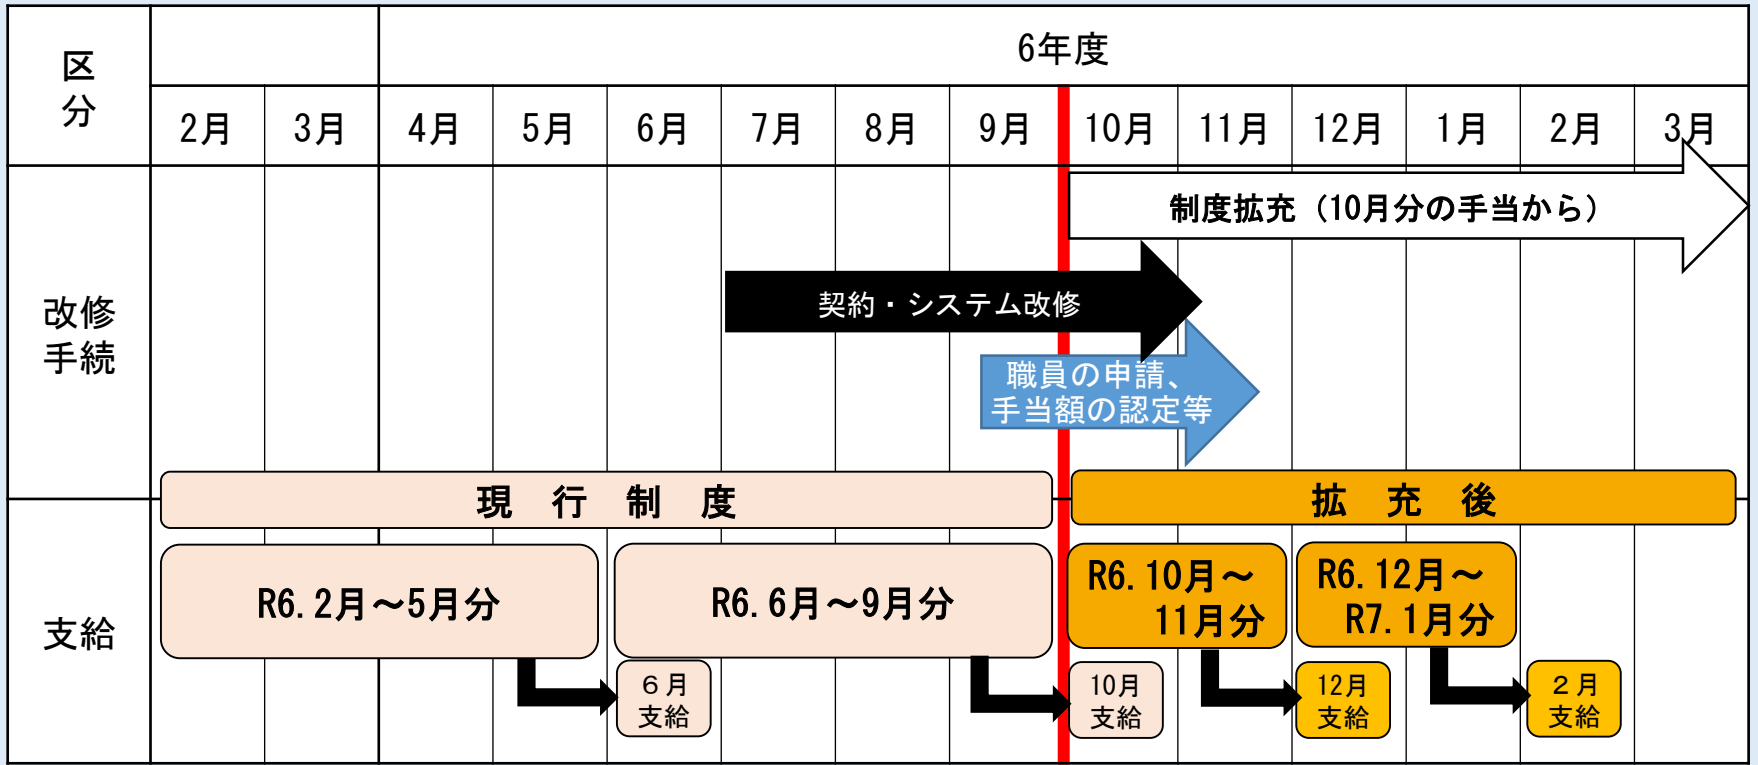 区
分
6年度
2月 3月 4月 5月 6月 7月 8月 9月 10月 11月 12月 1月 2月 3月
改修
手続
制度拡充（10月分の手当から）
契約・システム改修
職員の申請、
手当額の認定等
現行制度
拡充後
支給
R6.2月～5月分
R6.6月～9月分
R6.10月～
11月分
R6.12月～
R7.1月分
６月
支給
10月
支給
12月
支給
２月
支給